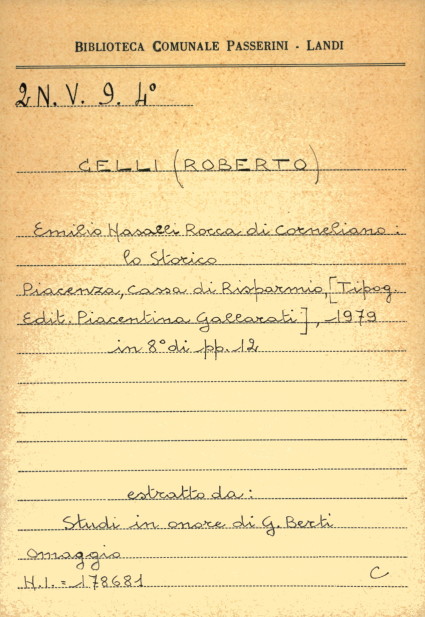 BIBLIOTECA COMUNALE PASSERINI - LANDI
2N. V. 9. 4°
GELLI (ROBERTO)
Emilio Nasalli Rocca di Corneliano:
lo Storico
Piacenza, Cassa di Risparmio, [Tipog.
Edit. Piacentina Gallarati], 1979
in 8° di pp. 12
estratto da:
Studi in onore di G. Berti
omaggio
N.I. = 178681
C